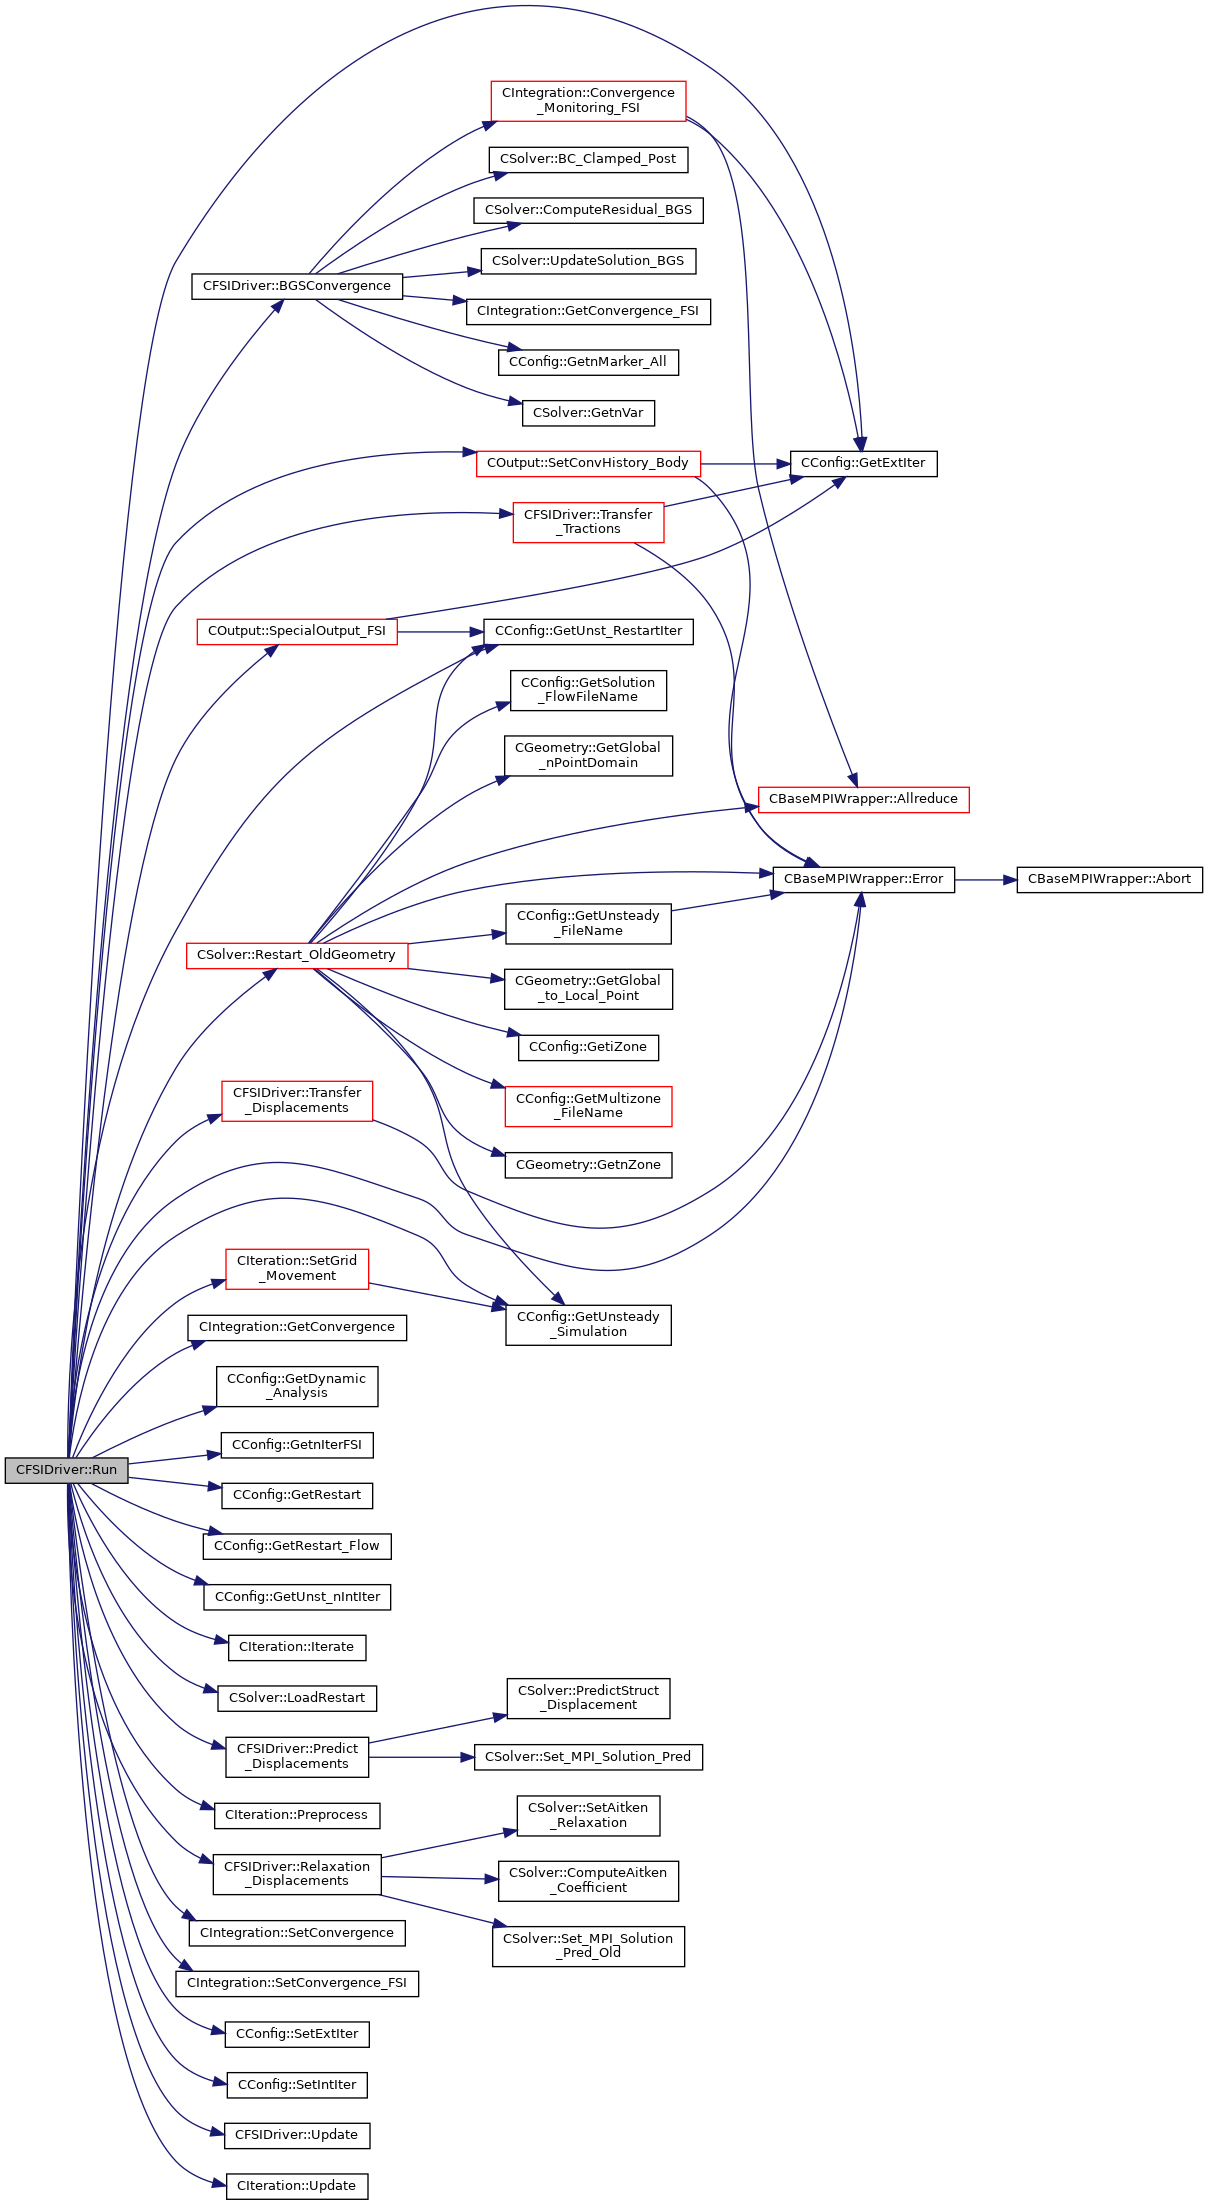 CIntegration::Convergence
_Monitoring_FSI
CSolver::BC_Clamped_Post
CSolver::ComputeResidual_BGS
CSolver::UpdateSolution_BGS
CFSIDriver::BGSConvergence
CIntegration::GetConvergence_FSI
CConfig::GetnMarker_All
CSolver::GetnVar
COutput::SetConvHistory_Body
CConfig::GetExtIter
CFSIDriver::Transfer
_Tractions
COutput::SpecialOutput_FSI
CConfig::GetUnst_RestartIter
CConfig::GetSolution
_FlowFileName
CGeometry::GetGlobal
_nPointDomain
CBaseMPIWrapper::Allreduce
CBaseMPIWrapper::Error
CBaseMPIWrapper::Abort
CConfig::GetUnsteady
_FileName
CSolver::Restart_OldGeometry
CGeometry::GetGlobal
_to_Local_Point
CConfig::GetiZone
CFSIDriver::Transfer
_Displacements
CConfig::GetMultizone
_FileName
CGeometry::GetnZone
CIteration::SetGrid
_Movement
CConfig::GetUnsteady
_Simulation
CIntegration::GetConvergence
CConfig::GetDynamic
_Analysis
CConfig::GetnIterFSI
CFSIDriver::Run
CConfig::GetRestart
CConfig::GetRestart_Flow
CConfig::GetUnst_nIntIter
CIteration::Iterate
CSolver::LoadRestart
CSolver::PredictStruct
_Displacement
CFSIDriver::Predict
_Displacements
CSolver::Set_MPI_Solution_Pred
CIteration::Preprocess
CSolver::SetAitken
_Relaxation
CFSIDriver::Relaxation
_Displacements
CSolver::ComputeAitken
_Coefficient
CIntegration::SetConvergence
CSolver::Set_MPI_Solution
_Pred_Old
CIntegration::SetConvergence_FSI
CConfig::SetExtIter
CConfig::SetIntIter
CFSIDriver::Update
CIteration::Update